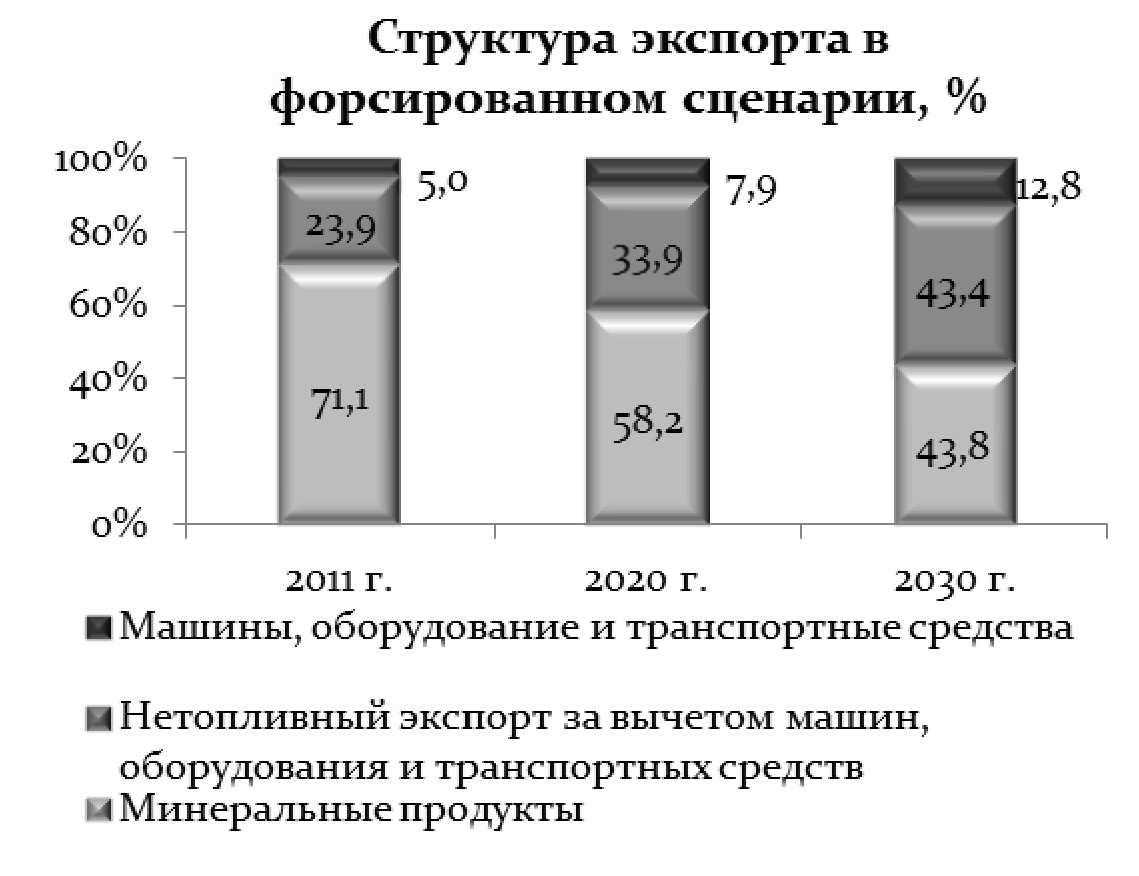 Структура экспорта в
форсированном сценарии, %
100%
80%
60%
40%
20%
0%
5,0
23,9
71,1
7,9
33,9
58,2
12,8
43,4
43,8
2011 г.
2020 г.
2030 г.
Машины, оборудование и транспортные средства
Нетопливный экспорт за вычетом машин,
оборудования и транспортных средств
Минеральные продукты